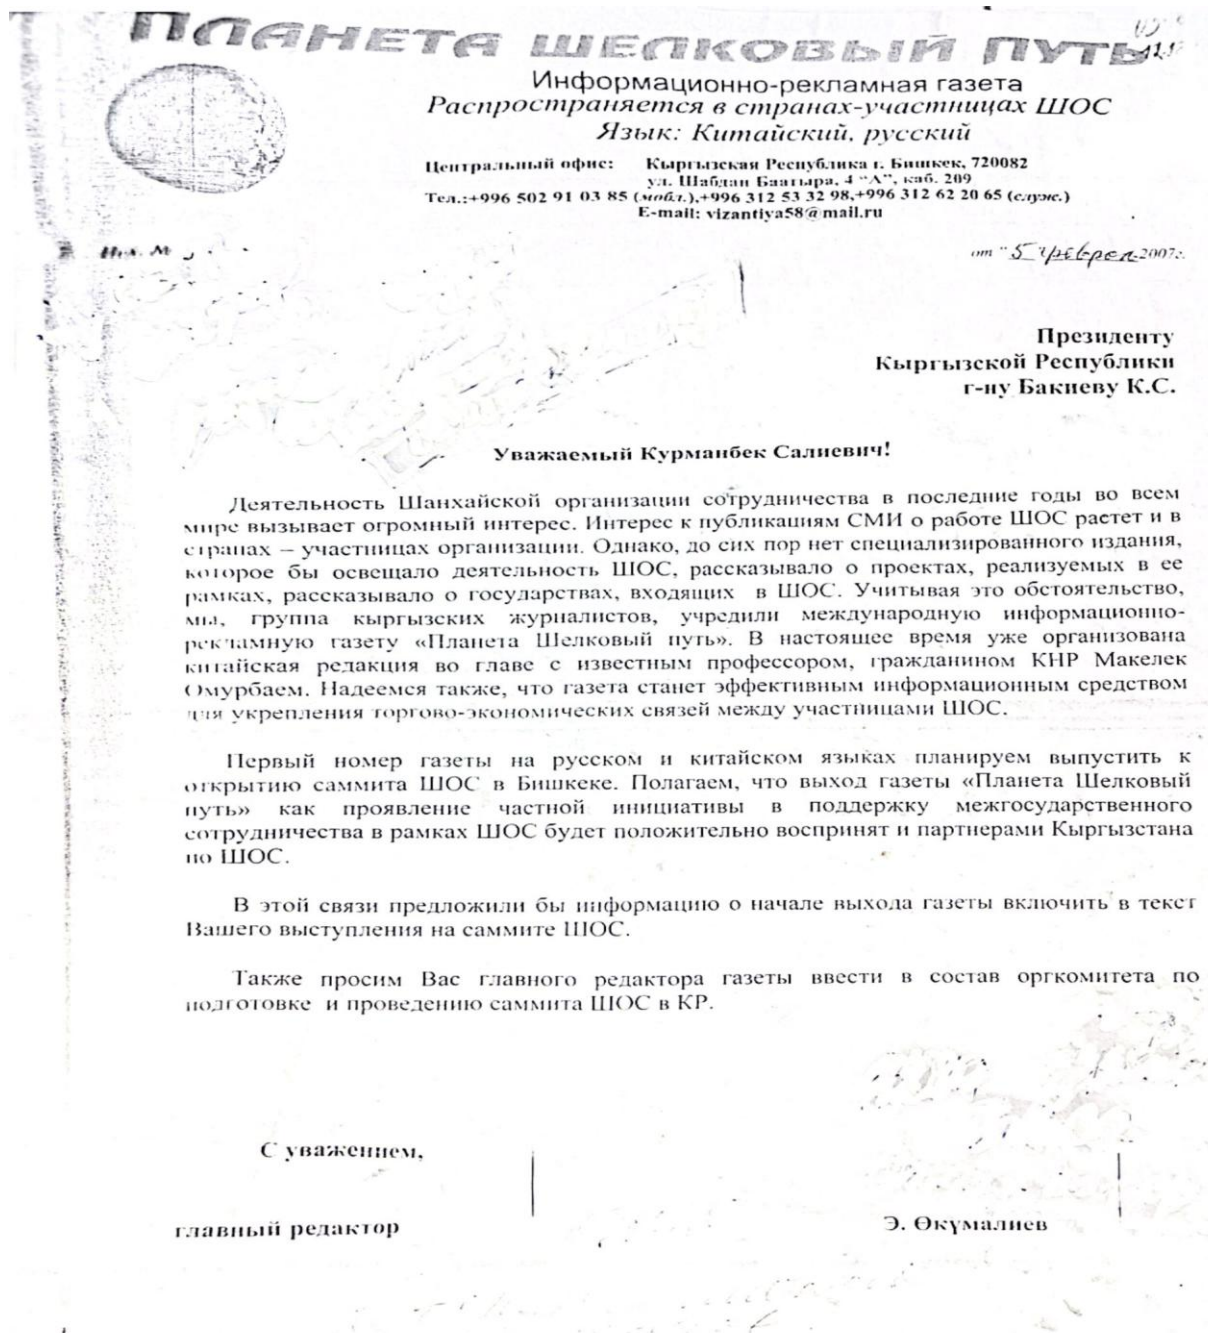 ПЛАНЕТА ШЕЛКОВЫЙ ПУТЬ
Информационно-рекламная газета
Распространяется в странах-участницах ШОС
Язык: Китайский, русский
Центральный офис: Кыргызская Республика г. Бишкек, 720082
ул. Шабдан Баатыра, 4 “А”, каб. 209
Тел.:+996 502 91 03 85 (мобл.),+996 312 53 32 98,+996 312 62 20 65 (служ.)
E-mail: vizantiya58@mail.ru
Исх. №
от “ 5 февраля 2007г.
Президенту
Кыргызской Республики
г-ну Бакиеву К.С.
Уважаемый Курманбек Салиевич!
Деятельность Шанхайской организации сотрудничества в последние годы во всем
мире вызывает огромный интерес. Интерес к публикациям СМИ о работе ШОС растет и в
странах – участницах организации. Однако, до сих пор нет специализированного издания,
которое бы освещало деятельность ШОС, рассказывало о проектах, реализуемых в ее
рамках, рассказывало о государствах, входящих в ШОС. Учитывая это обстоятельство,
мы, группа кыргызских журналистов, учредили международную информационно-
рекламную газету «Планета Шелковый путь». В настоящее время уже организована
китайская редакция во главе с известным профессором, гражданином КНР Макелек
Омурбаем. Надеемся также, что газета станет эффективным информационным средством
для укрепления торгово-экономических связей между участницами ШОС.
Первый номер газеты на русском и китайском языках планируем выпустить к
открытию саммита ШОС в Бишкеке. Полагаем, что выход газеты «Планета Шелковый
путь» как проявление частной инициативы в поддержку межгосударственного
сотрудничества в рамках ШОС будет положительно воспринят и партнерами Кыргызстана
по ШОС.
В этой связи предложили бы информацию о начале выхода газеты включить в текст
Вашего выступления на саммите ШОС.
Также просим Вас главного редактора газеты ввести в состав оргкомитета по
подготовке и проведению саммита ШОС в КР.
С уважением,
главный редактор Э. Өкүмалиев